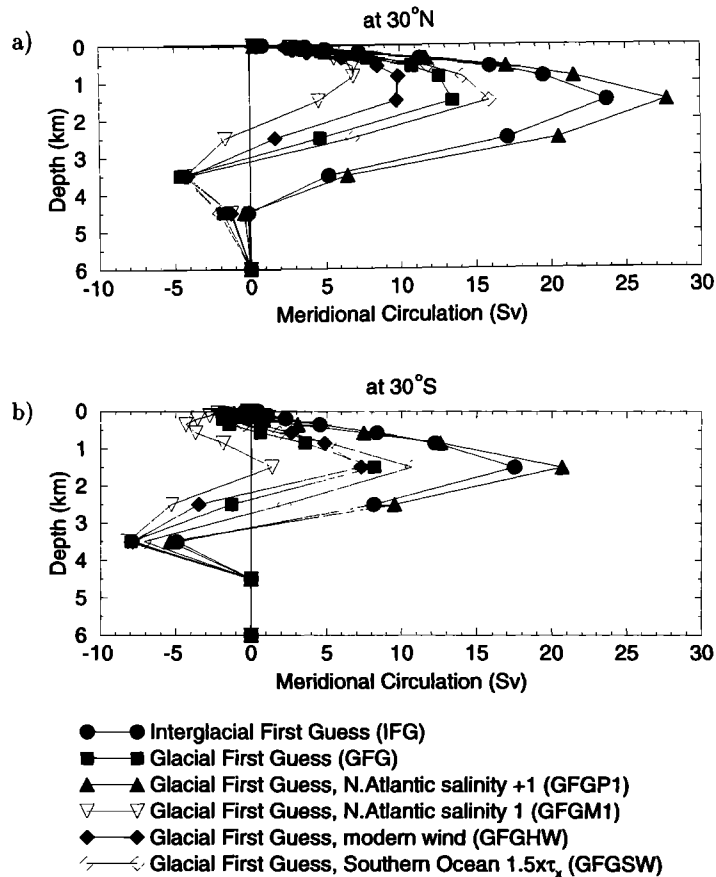 a)
at 30°N
0
1
2
3
4
5
6
Depth (km)
-10 -5 0 5 10 15 20 25 30
Meridional Circulation (Sv)
b)
at 30°S
0
1
2
3
4
5
6
Depth (km)
-10 -5 0 5 10 15 20 25 30
Meridional Circulation (Sv)
Interglacial First Guess (IFG)
Glacial First Guess (GFG)
Glacial First Guess, N.Atlantic salinity +1 (GFGP1)
Glacial First Guess, N.Atlantic salinity 1 (GFGM1)
Glacial First Guess, modern wind (GFGHW)
Glacial First Guess, Southern Ocean 1.5xτₓ (GFGSW)